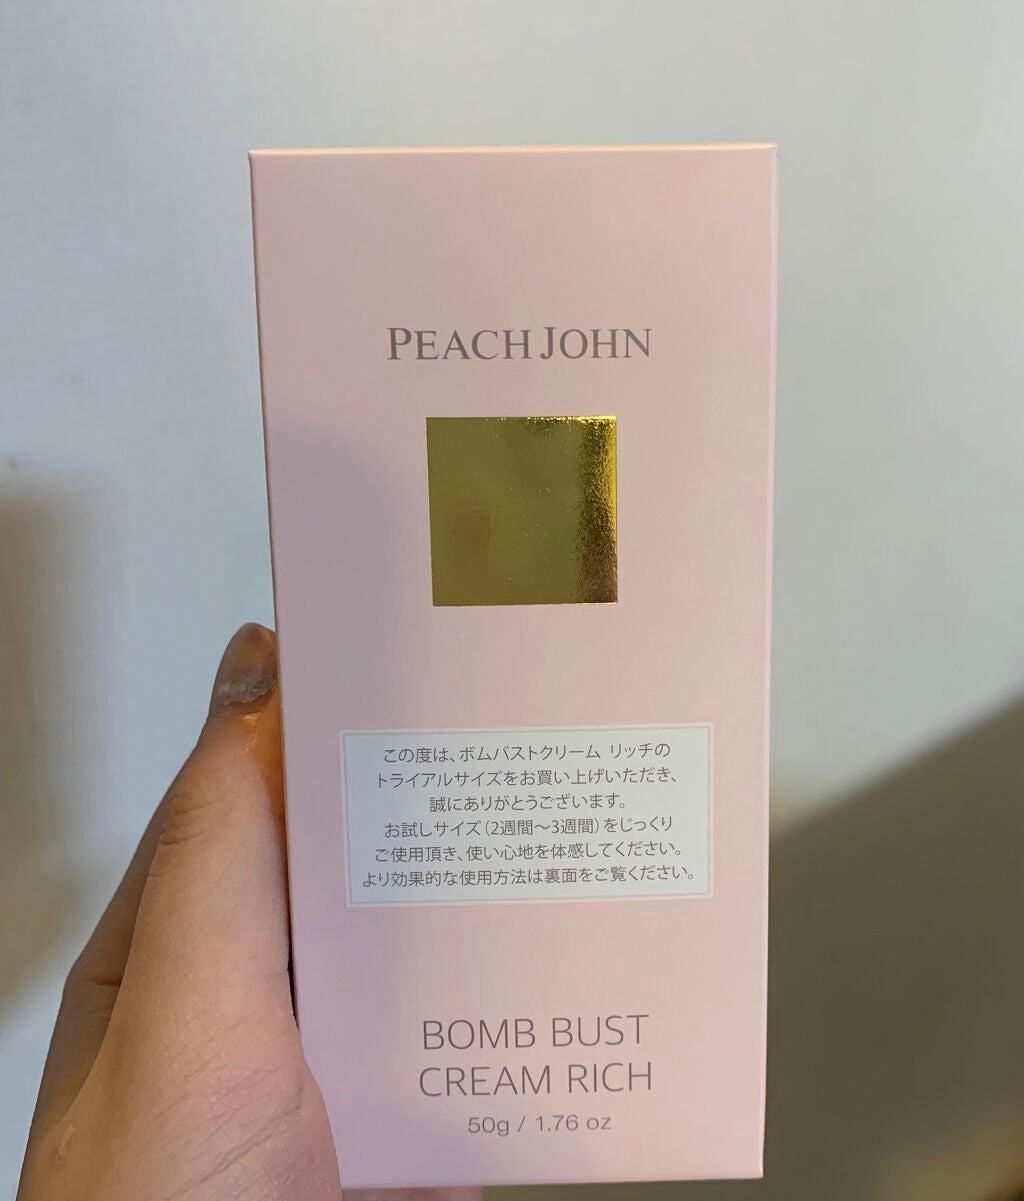 PEACH JOHN
この度は、ボムバストクリーム リッチの
トライアルサイズをお買い上げいただき、
誠にありがとうございます。
お試しサイズ(2週間〜3週間)をじっくり
ご使用頂き、使い心地を体感してください。
より効果的な使用方法は裏面をご覧ください。
BOMB BUST
CREAM RICH
50g / 1.76 oz